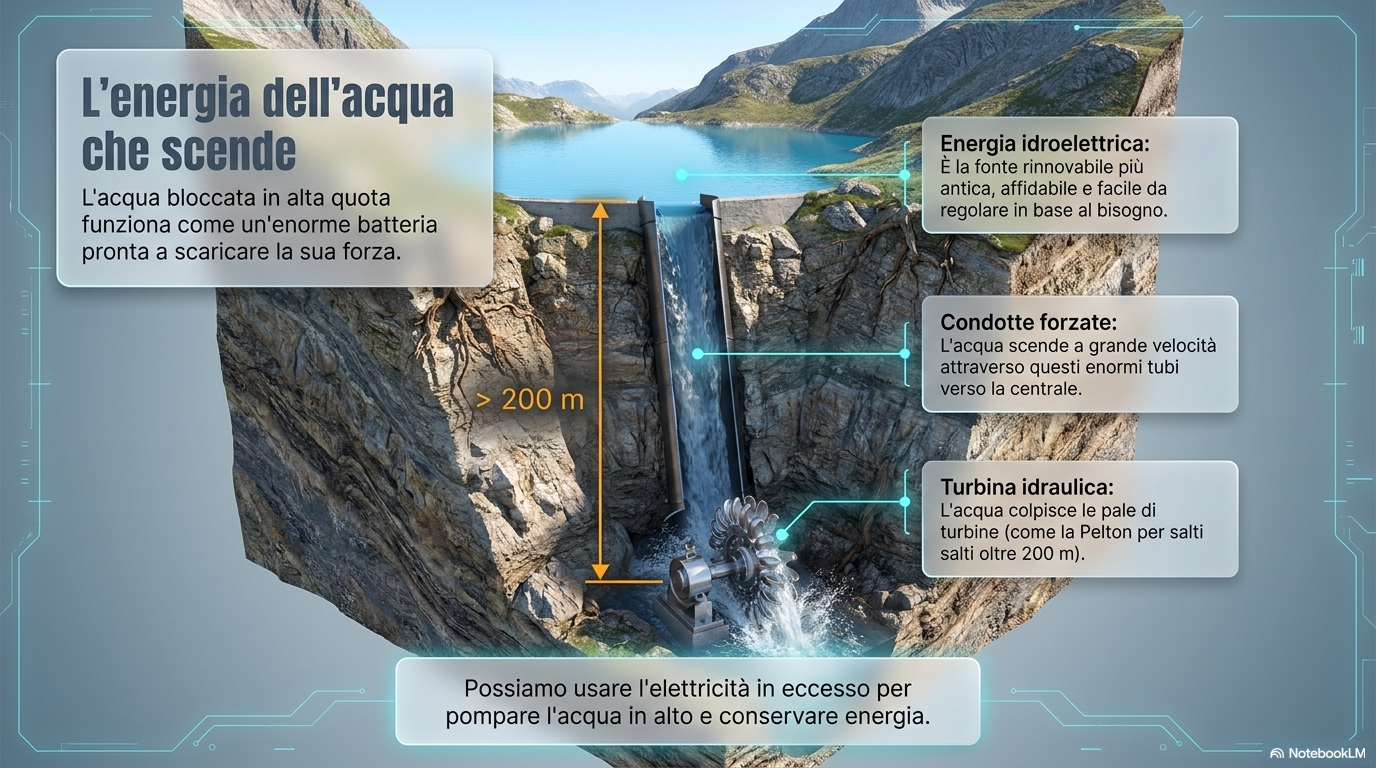 L'energia dell'acqua
che scende
L'acqua bloccata in alta quota
funziona come un'enorme batteria
pronta a scaricare la sua forza.
Energia idroelettrica:
È la fonte rinnovabile più
antica, affidabile e facile da
regolare in base al bisogno.
> 200 m
Condotte forzate:
L'acqua scende a grande velocità
attraverso questi enormi tubi
verso la centrale.
Turbina idraulica:
L'acqua colpisce le pale di
turbine (come la Pelton per salti
salti oltre 200 m).
Possiamo usare l'elettricità in eccesso per
pompare l'acqua in alto e conservare energia.
NotebookLM